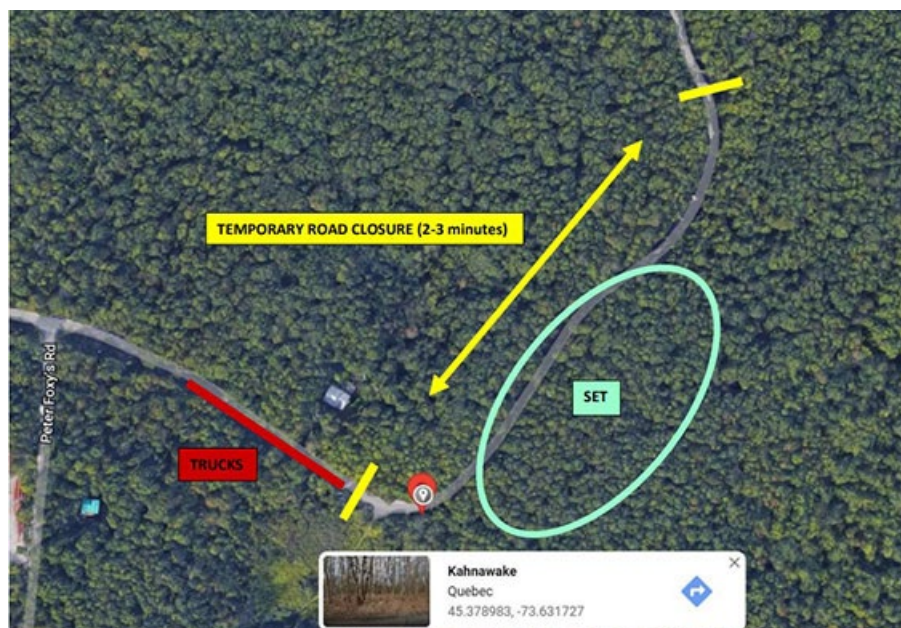 TEMPORARY ROAD CLOSURE (2-3 minutes)
Peter Foxy's Rd
SET
TRUCKS
Kahnawake
Quebec
45.378983, -73.631727